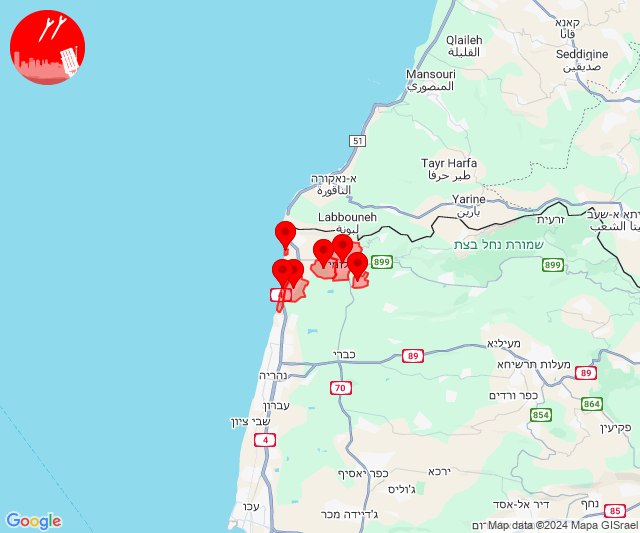 קאנא
قانا
Qlaileh
القليلة
Seddiqine
صديقين
Mansouri
المنصوري
51
Tayr Harfa
طير حرفا
א-נאקורה
الناقورة
Yarine
يارين
Labbouneh
لبونة
זרעית
שמורת נחל בצת
899
899
כברי
89
מעיליא
מעלות תרשיחא
89
נהריה
70
כפר ורדים
864
עברון
854
שבי ציון
פקיעין
4
ירכא
כפר יאסיף
ג'וליס
נחף
דיר אל-אסד
עכו
ג'דיידה מכר
85
Google
Map data ©2024 Mapa GISrael